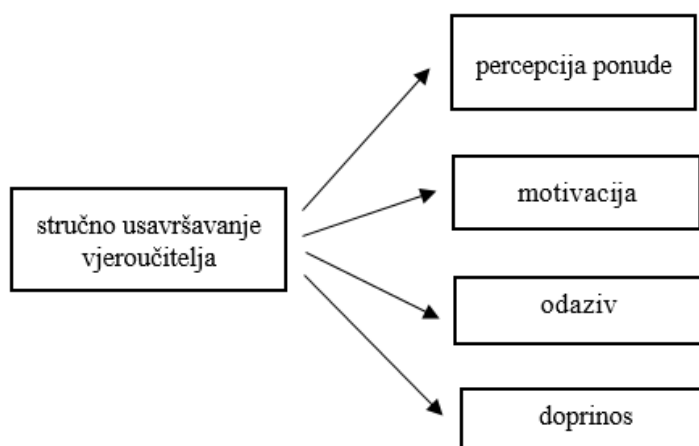 percepcija ponude
motivacija
stručno usavršavanje
vjeroučitelja
odaziv
doprinos